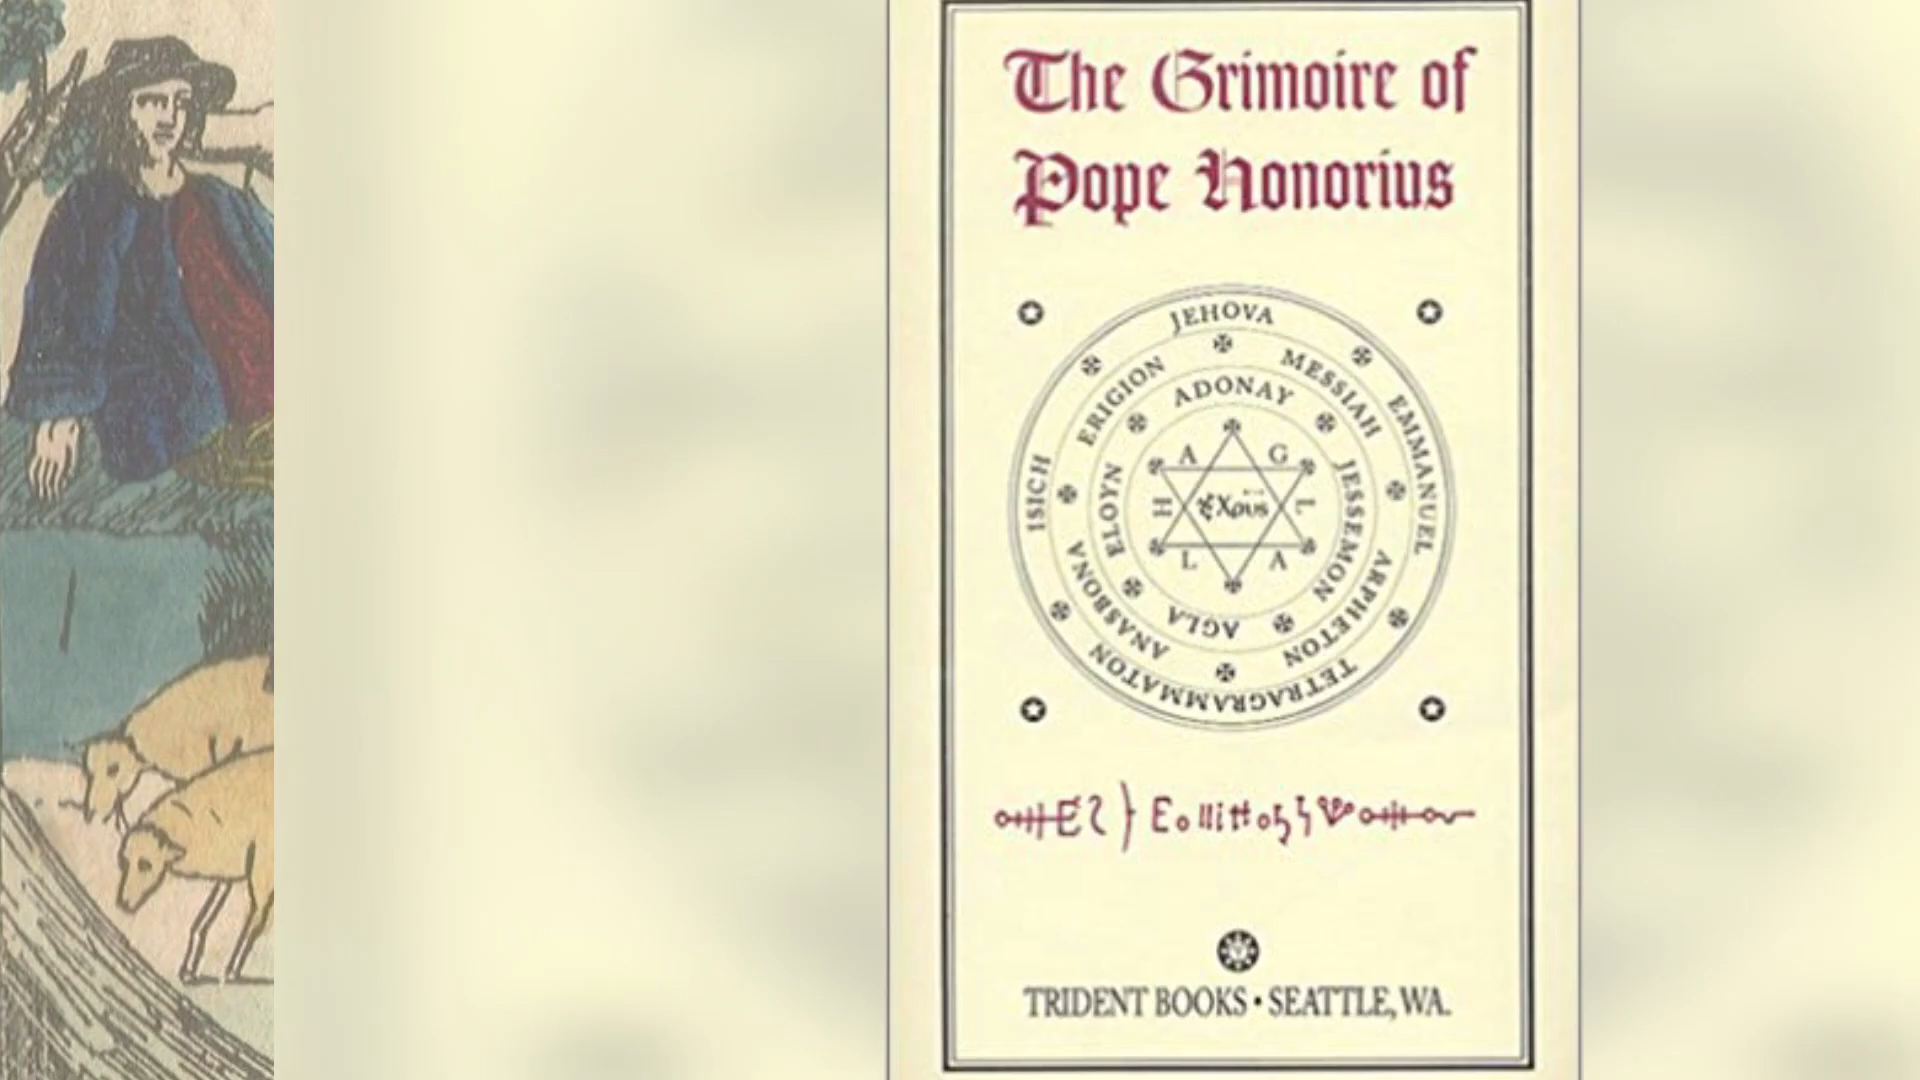 The Grimoire of
Pope Honorius
JEHOVA
EMMANUEL
TETRAGRAMMATON
ISICH
MESSIAH
ARPHETON
ANASBONA
ERIGION
ADONAY
JESSEMON
AGLA
ELOYN
A G
H L
L A
TRIDENT BOOKS • SEATTLE, WA.